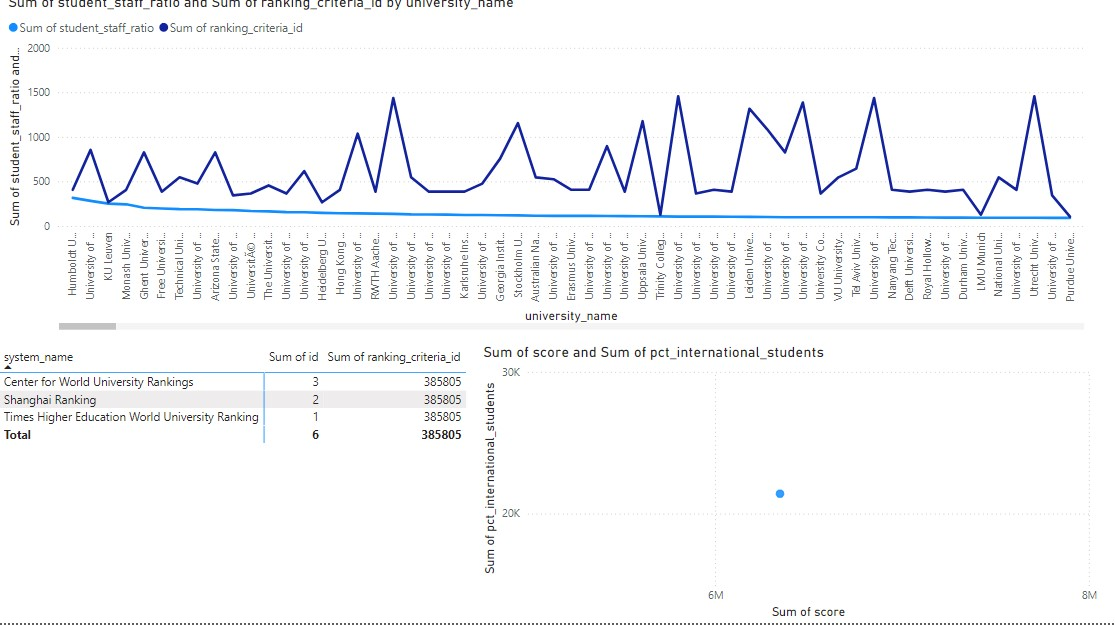 Sum of student_staff_ratio and Sum of ranking_criteria_id by university_name
Sum of student_staff_ratio Sum of ranking_criteria_id
Sum of student_staff_ratio and...
2000
1500
1000
500
0
Humboldt U...
University of ...
KU Leuven
Monash Univ...
Ghent Univer...
Free Universi...
Technical Uni...
University of ...
Arizona State...
University of ...
Université ...
The Universit...
University of ...
University of ...
Heidelberg U...
Hong Kong ...
RWTH Aache...
University of ...
University of ...
University of ...
University of ...
University of ...
Karlsruhe Ins...
University of ...
Georgia Instit...
Stockholm U...
Australian Na...
University of ...
Erasmus Univ...
University of ...
University of ...
University of ...
Uppsala Univ...
Trinity Colleg...
University of ...
University of ...
University of ...
University of ...
Leiden Unive...
University of ...
University of ...
University of ...
University Co...
VU University...
Tel Aviv Univ...
University of ...
Nanyang Tec...
Delft Universi...
Royal Hollow...
University of ...
Durham Univ...
LMU Munich
National Uni...
University of ...
Utrecht Univ...
University of ...
Purdue Unive...
university_name
system_name Sum of id Sum of ranking_criteria_id
Center for World University Rankings 3 385805
Shanghai Ranking 2 385805
Times Higher Education World University Ranking 1 385805
Total 6 385805
Sum of score and Sum of pct_international_students
Sum of pct_international_students
30K
20K
6M 8M
Sum of score